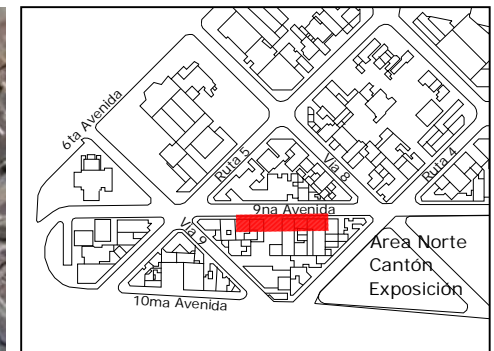 6ta Avenida
Ruta 5
Vía 8
Ruta 4
9na Avenida
Vía 9
10ma Avenida
Area Norte
Cantón
Exposición